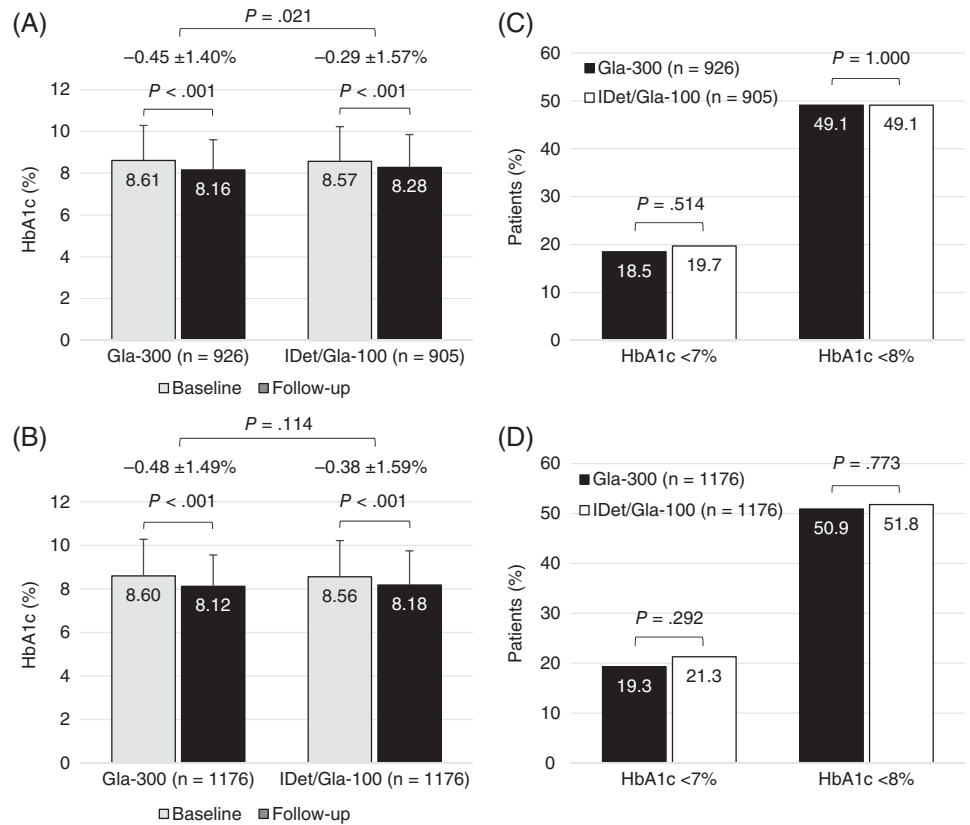 (A)
P = .021
−0.45 ±1.40%
−0.29 ±1.57%
P < .001
P < .001
12
10
8
6
4
2
0
HbA1c (%)
8.61
8.16
8.57
8.28
Gla-300 (n = 926)
IDet/Gla-100 (n = 905)
Baseline
Follow-up
(C)
60
50
40
30
20
10
0
Patients (%)
Gla-300 (n = 926)
IDet/Gla-100 (n = 905)
P = 1.000
P = .514
18.5
19.7
49.1
49.1
HbA1c <7%
HbA1c <8%
(B)
P = .114
−0.48 ±1.49%
−0.38 ±1.59%
P < .001
P < .001
12
10
8
6
4
2
0
HbA1c (%)
8.60
8.12
8.56
8.18
Gla-300 (n = 1176)
IDet/Gla-100 (n = 1176)
Baseline
Follow-up
(D)
60
50
40
30
20
10
0
Patients (%)
Gla-300 (n = 1176)
IDet/Gla-100 (n = 1176)
P = .773
P = .292
19.3
21.3
50.9
51.8
HbA1c <7%
HbA1c <8%